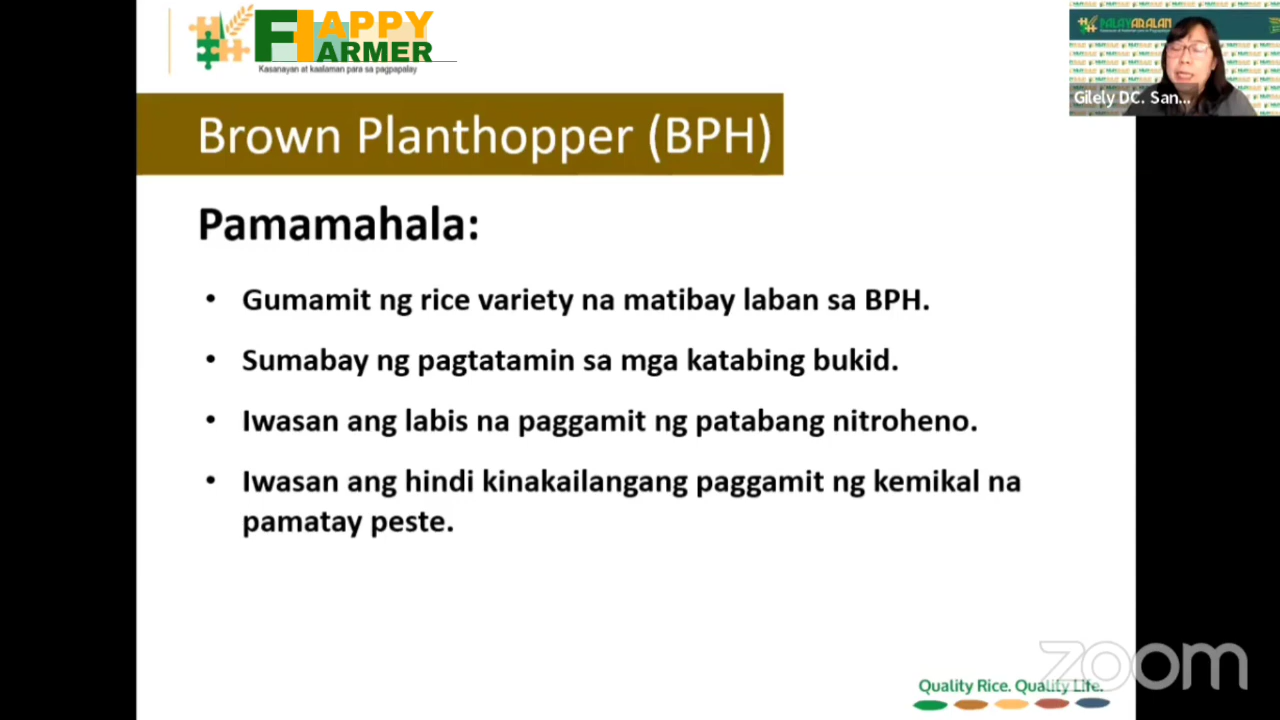 HAPPY
FARMER
Kasanayan at kaalaman para sa pagpapalay
PALAYARALAN
Gilely DC. San...
Brown Planthopper (BPH)
Pamamahala:
• Gumamit ng rice variety na matibay laban sa BPH.
• Sumabay ng pagtatamin sa mga katabing bukid.
• Iwasan ang labis na paggamit ng patabang nitroheno.
• Iwasan ang hindi kinakailangang paggamit ng kemikal na
pamatay peste.
Quality Rice. Quality Life.
zoom